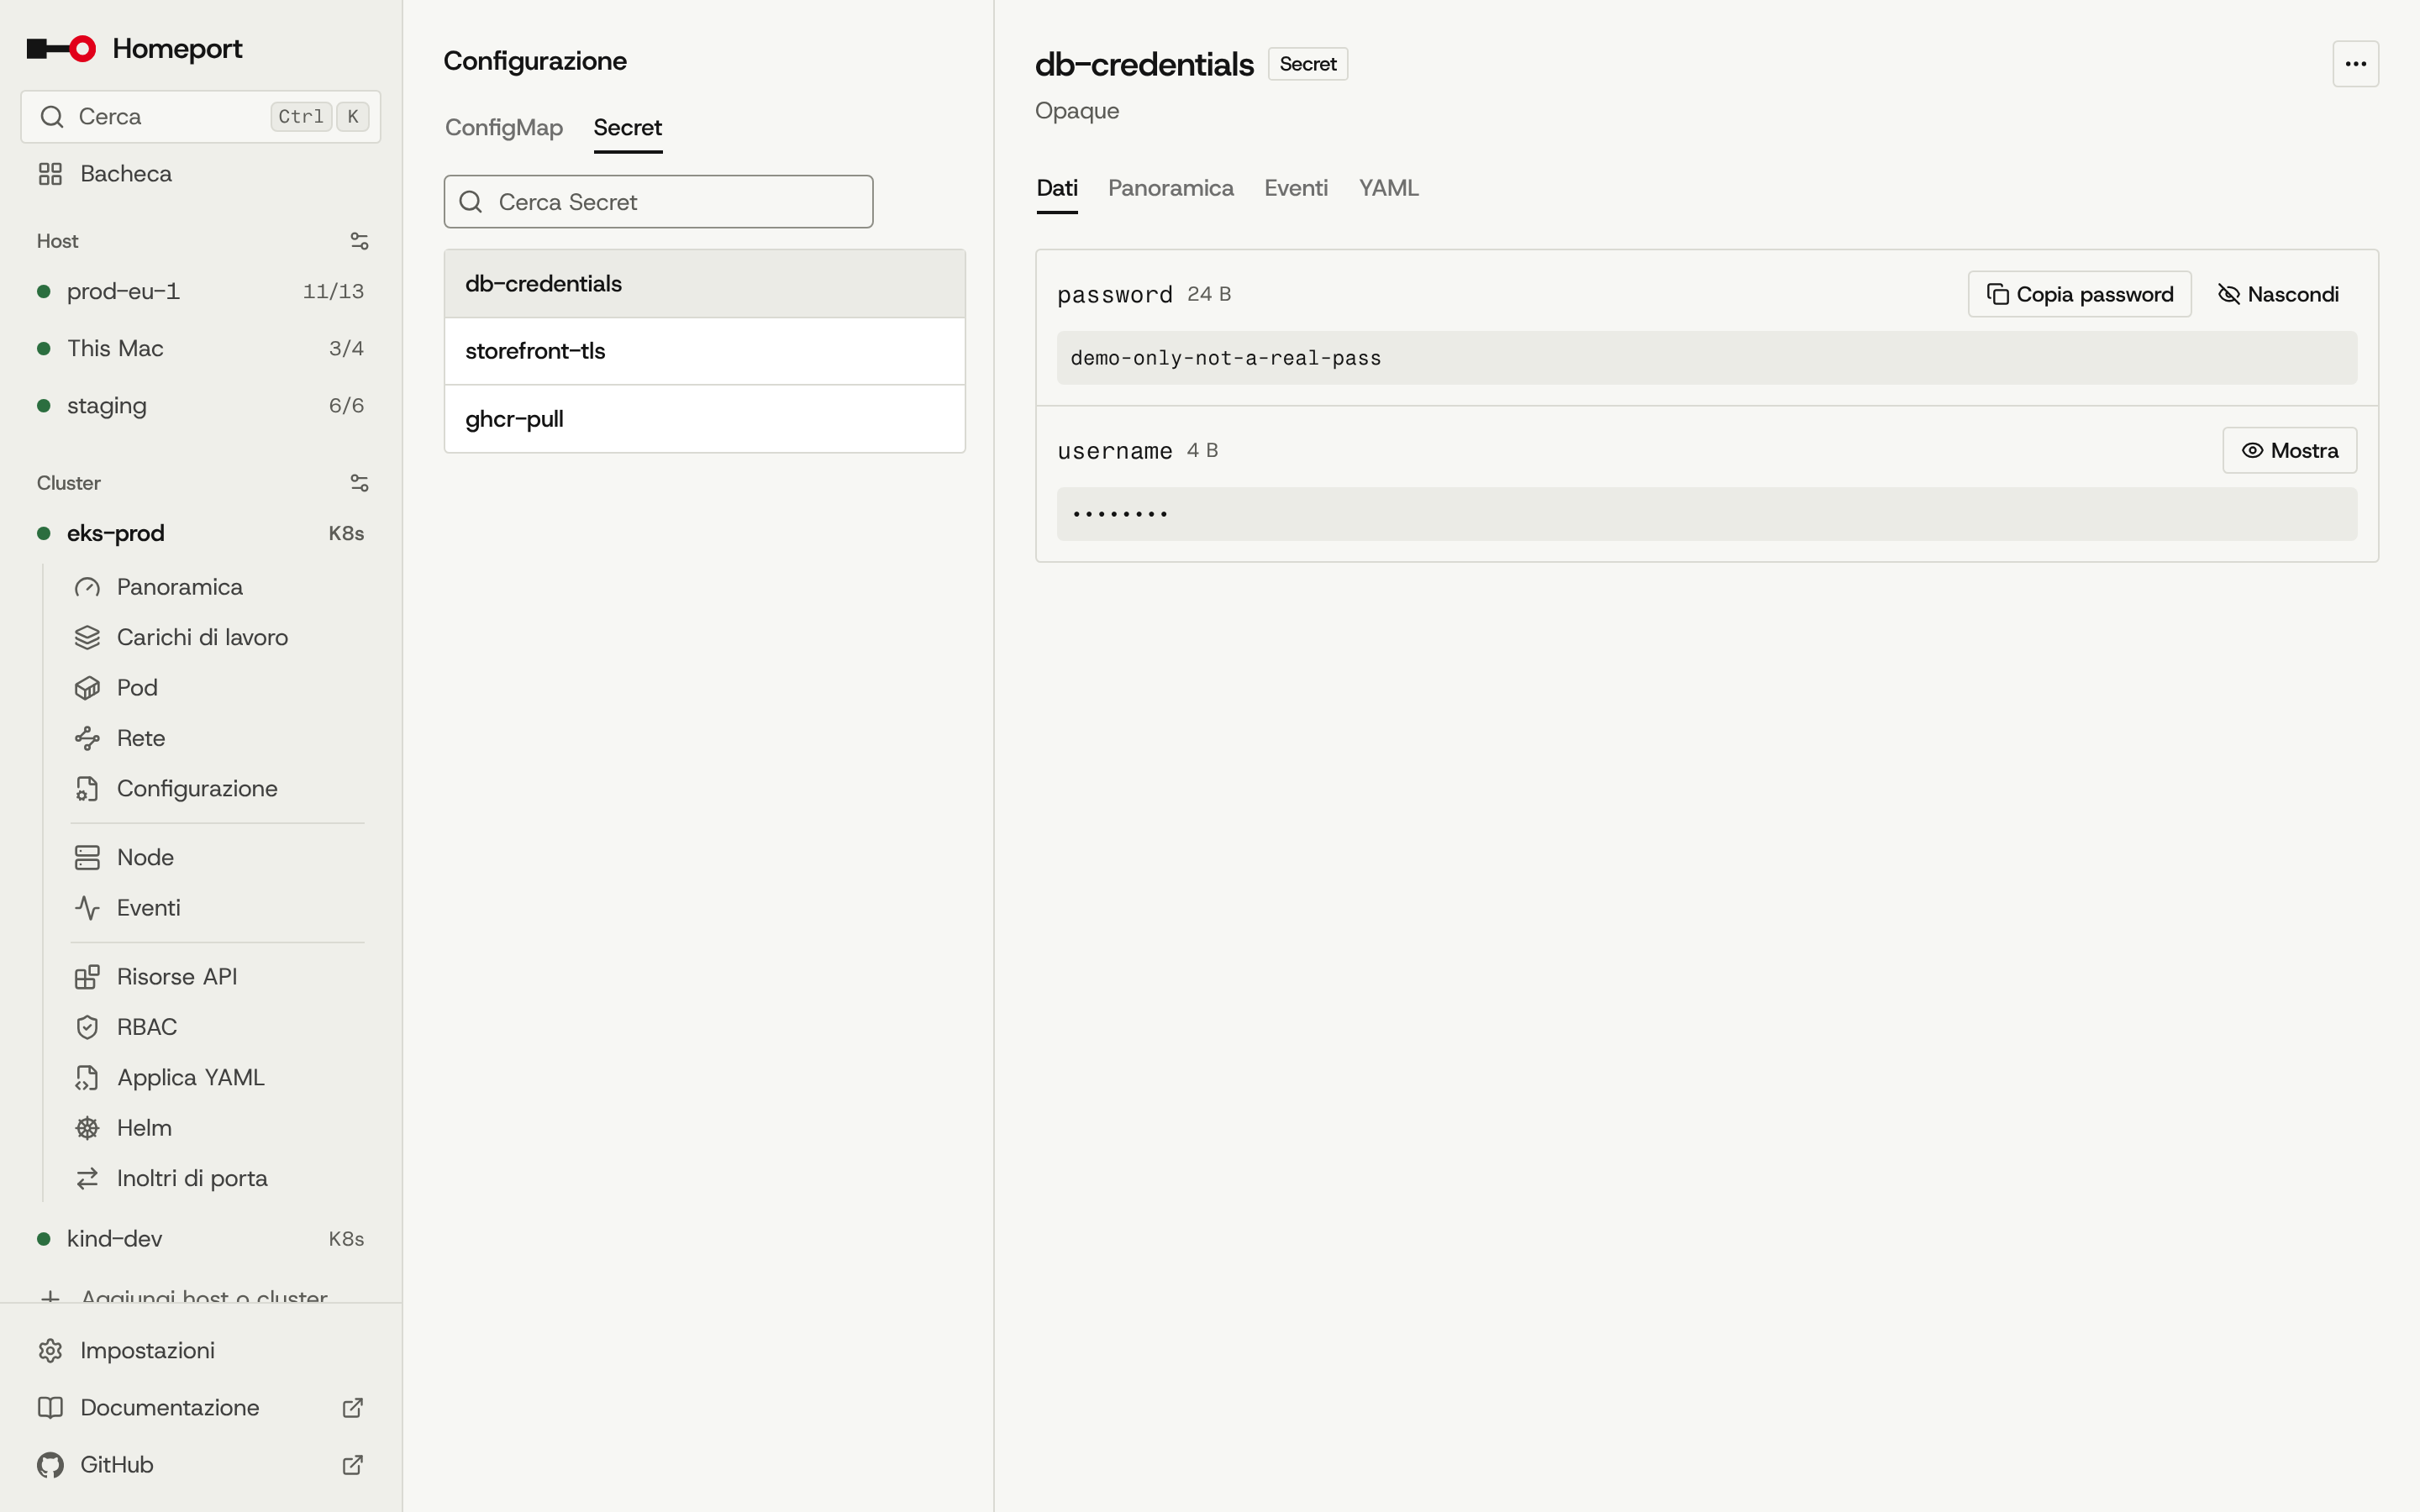 Homeport
Cerca
Ctrl K
Bacheca
Host
prod-eu-1 11/13
This Mac 3/4
staging 6/6
Cluster
eks-prod K8s
Panoramica
Carichi di lavoro
Pod
Rete
Configurazione
Node
Eventi
Risorse API
RBAC
Applica YAML
Helm
Inoltri di porta
kind-dev K8s
Aggiungi host o cluster
Impostazioni
Documentazione
GitHub
Configurazione
ConfigMap Secret
Cerca Secret
db-credentials
storefront-tls
ghcr-pull
db-credentials Secret
Opaque
Dati Panoramica Eventi YAML
password 24 B Copia password Nascondi
demo-only-not-a-real-pass
username 4 B Mostra
••••••••